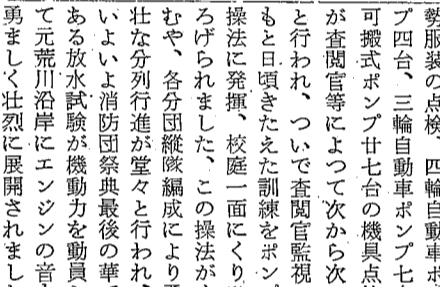 勢服装の点検、四輪自動車ポ
プ四台、三輪自動車ポンプ七
可搬式ポンプ廿七台の機具点
が査閲官等によつて次から次
と行われ、ついで査閲官監視
もと日頃きたえた訓練をポン
操法に発揮、校庭一面にくり
ろげられました、この操法が
むや、各分団縦隊編成により
壮な分列行進が堂々と行われ、
いよいよ消防団祭典最後の華
ある放水試験が機動力を動員
て元荒川沿岸にエンジンの音
勇ましく壮烈に展開されまし